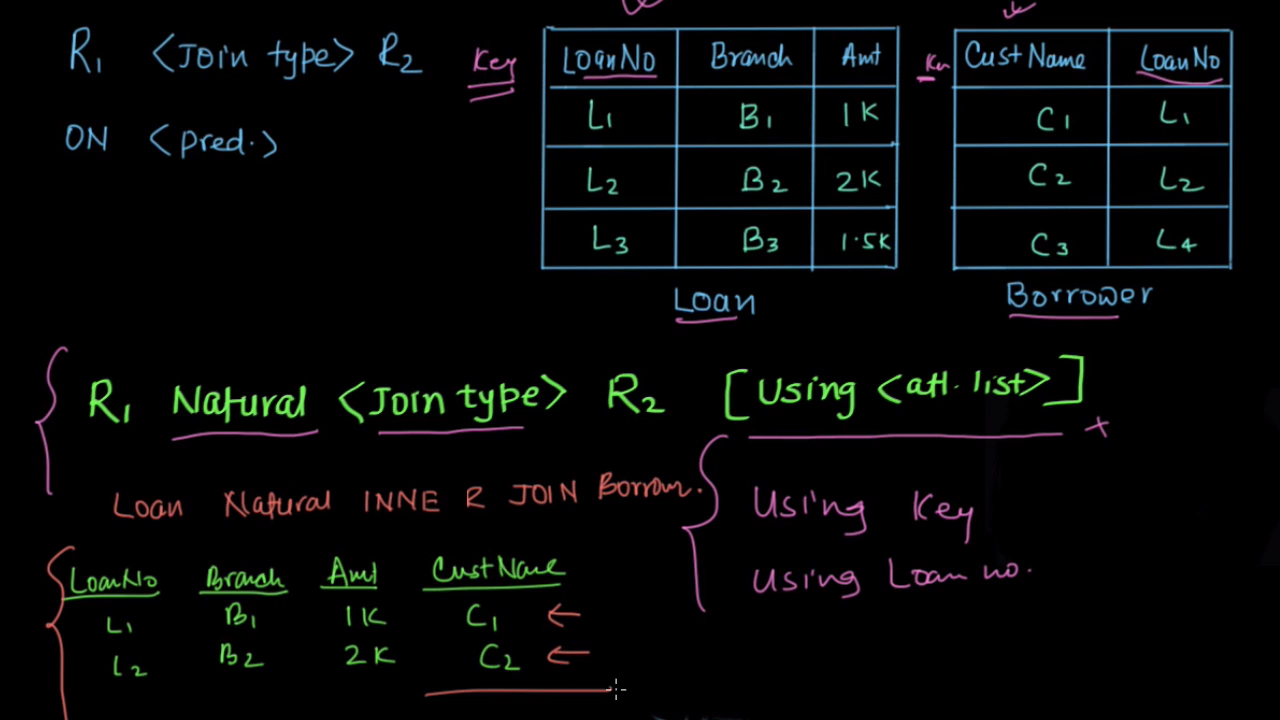 R1 <Join type> R2
ON <pred.>
Key
LoanNo Branch Amt
L1 B1 1K
L2 B2 2K
L3 B3 1.5K
Loan
CustName LoanNo
C1 L1
C2 L2
C3 L4
Borrower
R1 Natural <Join type> R2 [Using <att. list>]
Loan Natural INNER JOIN Borrow.
Using Key
Using Loan no.
LoanNo Branch Amt CustName
L1 B1 1K C1
L2 B2 2K C2